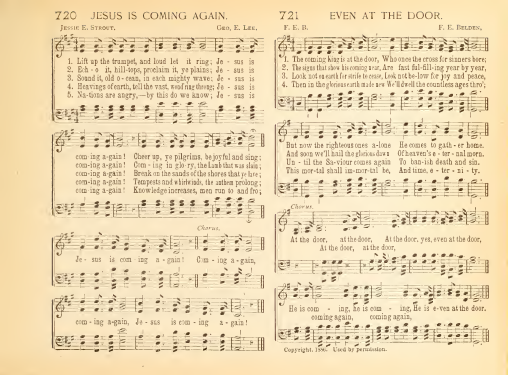 720 JESUS IS COMING AGAIN.
JESSIE E. STROUT. GEO. E. LEE.
1. Lift up the trumpet, and loud let it ring; Je - sus is
2. Ech - o it, hill-tops, proclaim it, ye plains; Je - sus is
3. Sound it, old o - cean, in each mighty wave; Je - sus is
4. Heavings of earth, tell the vast, wond'ring throng; Je - sus is
5. Na-tions are angry,—by this do we know; Je - sus is
com-ing a-gain! Cheer up, ye pilgrims, be joyful and sing;
com-ing a-gain! Com - ing in glo-ry, the Lamb that was slain;
com-ing a-gain! Break on the sands of the shores that ye lave;
com-ing a-gain! Tempests and whirlwinds, the anthem prolong;
com-ing a-gain! Knowledge increases, men run to and fro;
Chorus.
Je - sus is com - ing a - gain! Com - ing a-gain,
com - ing a-gain, Je - sus is com - ing a - gain!
721 EVEN AT THE DOOR.
F. E. B. F. E. BELDEN.
1. The coming King is at the door, Who once the cross for sinners bore;
2. The signs that show his coming near, Are fast ful-fill-ing year by year,
3. Look not on earth for strife to cease, Look not be-low for joy and peace,
4. Then in the glorious earth made new We'll dwell the countless ages thro';
But now the righteous ones a-lone He comes to gath - er home.
And soon we'll hail the glorious dawn Of heaven's e - ter - nal morn.
Un - til the Sav-iour comes again To ban-ish death and sin.
This mor-tal shall im-mor-tal be, And time, e - ter - ni - ty.
Chorus.
At the door, at the door, At the door, yes, even at the door,
At the door, at the door,
He is com - ing, he is com - ing, He is e-ven at the door.
coming again, coming again,
Copyright, 1886. Used by permission.